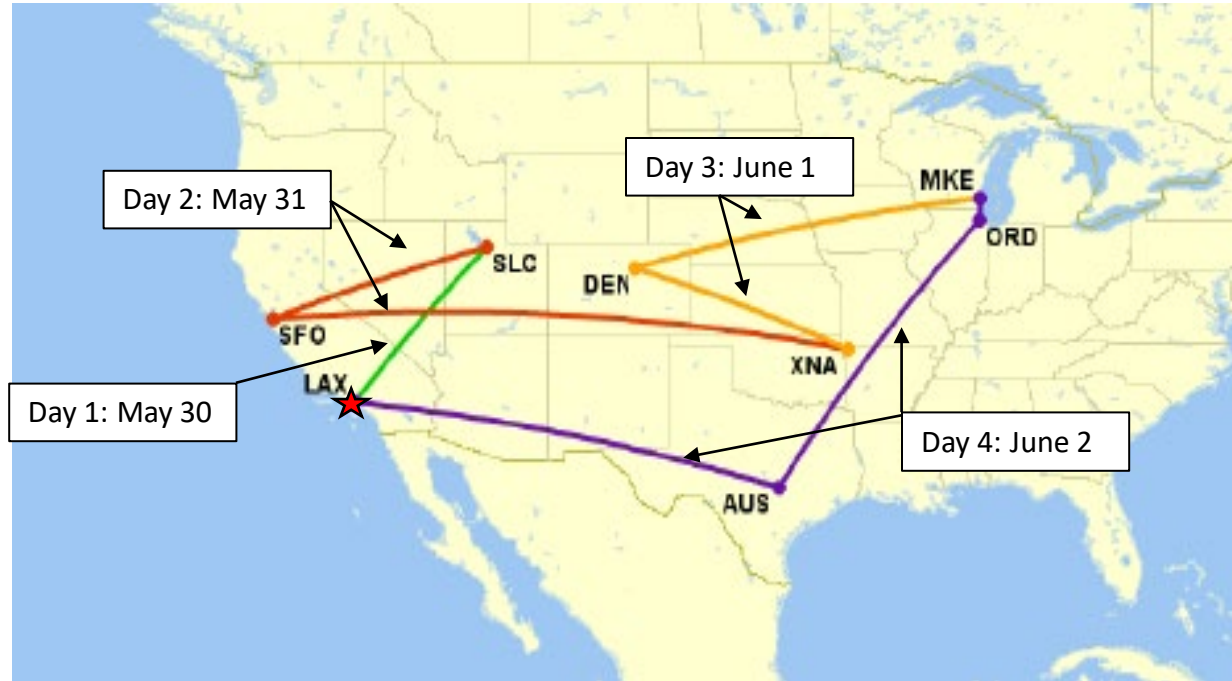 Day 3: June 1
MKE
Day 2: May 31
ORD
SLC
DEN
SFO
XNA
LAX
Day 1: May 30
Day 4: June 2
AUS